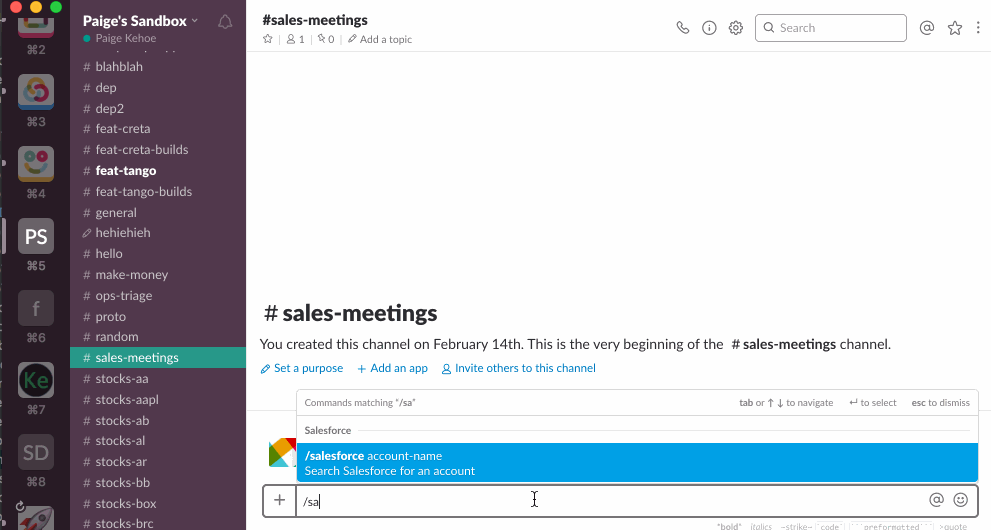 ⌘2
⌘3
⌘4
PS
⌘5
f
⌘6
Ke
⌘7
SD
⌘8
Paige's Sandbox
Paige Kehoe
# blahblah
# dep
# dep2
# feat-creta
# feat-creta-builds
# feat-tango
# feat-tango-builds
# general
hehiehieh
# hello
# make-money
# ops-triage
# proto
# random
# sales-meetings
# stocks-aa
# stocks-aapl
# stocks-ab
# stocks-al
# stocks-ar
# stocks-bb
# stocks-box
# stocks-brc
#sales-meetings
1 | 0 | Add a topic
Search
@
# sales-meetings
You created this channel on February 14th. This is the very beginning of the # sales-meetings channel.
Set a purpose + Add an app Invite others to this channel
Commands matching "/sa" tab or ↑ ↓ to navigate ↵ to select esc to dismiss
Salesforce
/salesforce account-name
Search Salesforce for an account
+ /sa @
*bold* _italics_ ~strike~ `code` ```preformatted``` >quote